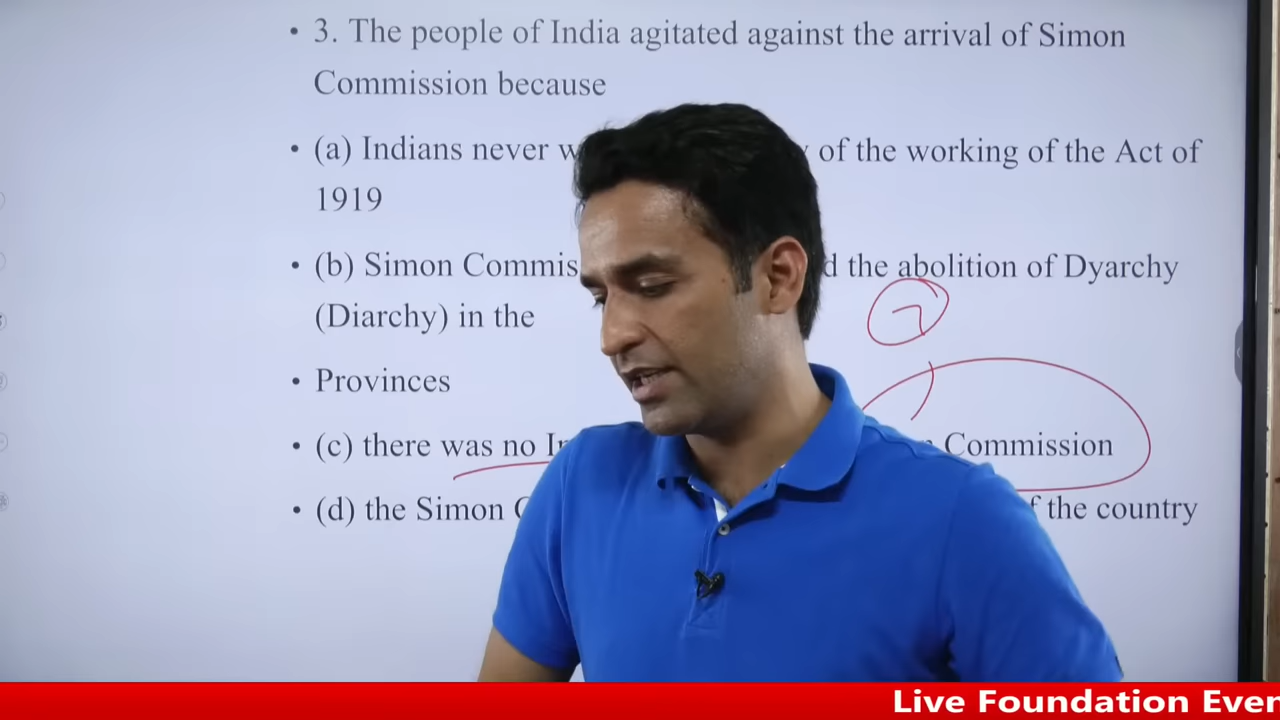 • 3. The people of India agitated against the arrival of Simon
Commission because
• (a) Indians never of the working of the Act of
1919
• (b) Simon the abolition of Dyarchy
(Diarchy) in the
7
• Provinces
• (c) there was no Commission
• (d) the Simon the country
Live Foundation